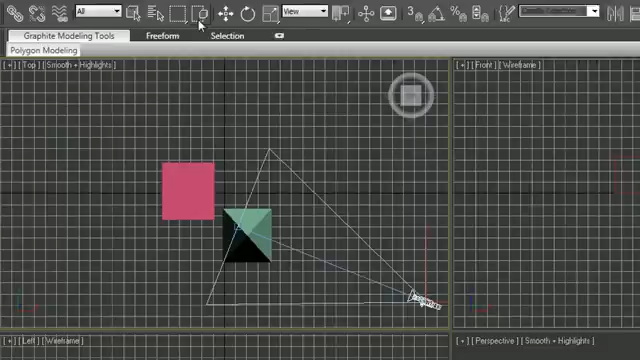 All
View
3
Graphite Modeling Tools
Freeform
Selection
Polygon Modeling
[ + ] [ Top ] [ Smooth + Highlights ]
[ + ] [ Front ] [ Wireframe ]
[ + ] [ Left ] [ Wireframe ]
[ + ] [ Perspective ] [ Smooth + Highlights ]